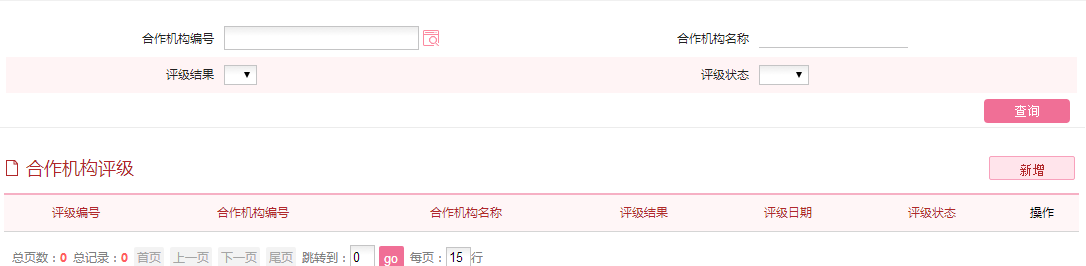 合作机构编号 合作机构名称
评级结果 评级状态
查询
合作机构评级 新增
评级编号 合作机构编号 合作机构名称 评级结果 评级日期 评级状态 操作
总页数：0 总记录：0 首页 上一页 下一页 尾页 跳转到：0 go 每页：15行